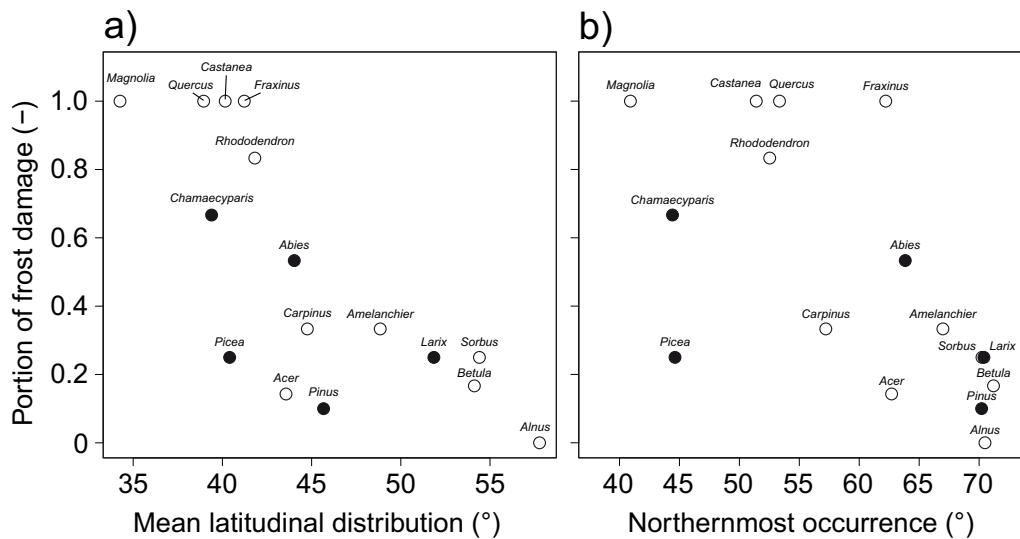 a)
Castanea
Magnolia Quercus Fraxinus
Rhododendron
Chamaecyparis
Abies
Carpinus Amelanchier
Picea Larix Sorbus
Betula
Acer Pinus
Alnus
1.0
0.8
0.6
0.4
0.2
0
Portion of frost damage (−)
35 40 45 50 55
Mean latitudinal distribution (°)
b)
Magnolia Castanea Quercus Fraxinus
Rhododendron
Chamaecyparis
Abies
Carpinus Amelanchier
Picea Sorbus Larix
Betula
Acer Pinus
Alnus
40 45 50 55 60 65 70
Northernmost occurrence (°)